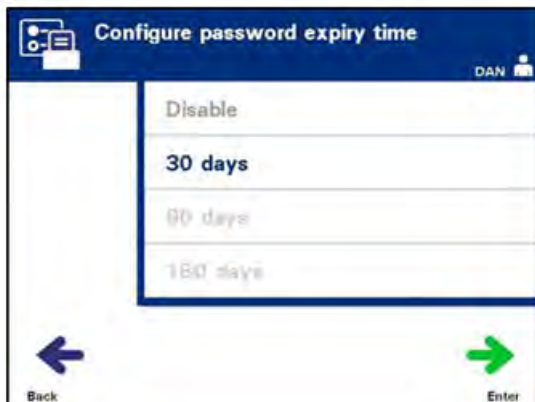 Configure password expiry time
DAN
Disable
30 days
90 days
180 days
Back
Enter